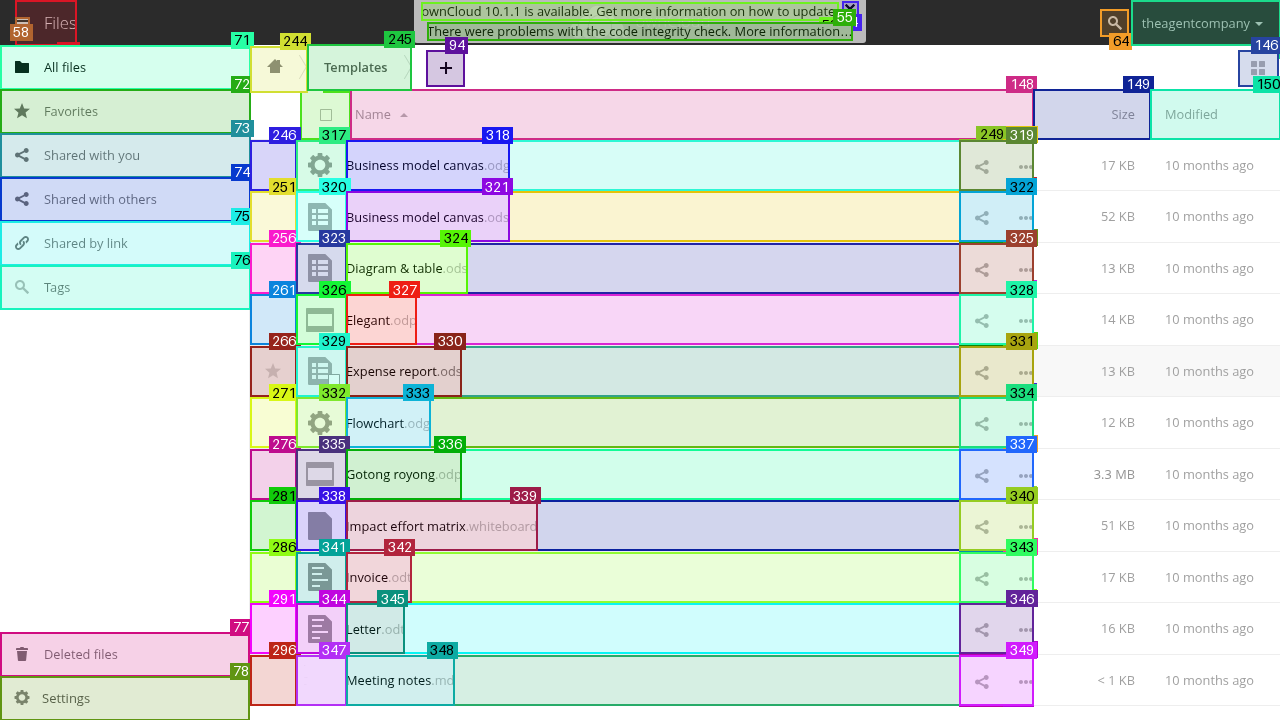 Files
ownCloud 10.1.1 is available. Get more information on how to update.
There were problems with the code integrity check. More information…
55
58
64
theagentcompany
71
244
245
94
146
All files
Templates
+
72
148
149
150
Favorites
Name
Size
Modified
73
246
317
318
249
319
Shared with you
Business model canvas.odg
17 KB
10 months ago
74
251
320
321
322
Shared with others
Business model canvas.ods
52 KB
10 months ago
75
256
323
324
325
Shared by link
Diagram & table.ods
13 KB
10 months ago
76
261
326
327
328
Tags
Elegant.odp
14 KB
10 months ago
266
329
330
331
Expense report.ods
13 KB
10 months ago
271
332
333
334
Flowchart.odg
12 KB
10 months ago
276
335
336
337
Gotong royong.odp
3.3 MB
10 months ago
281
338
339
340
Impact effort matrix.whiteboard
51 KB
10 months ago
286
341
342
343
Invoice.odt
17 KB
10 months ago
291
344
345
346
Letter.odt
16 KB
10 months ago
77
296
347
348
349
Deleted files
Meeting notes.md
< 1 KB
10 months ago
78
Settings